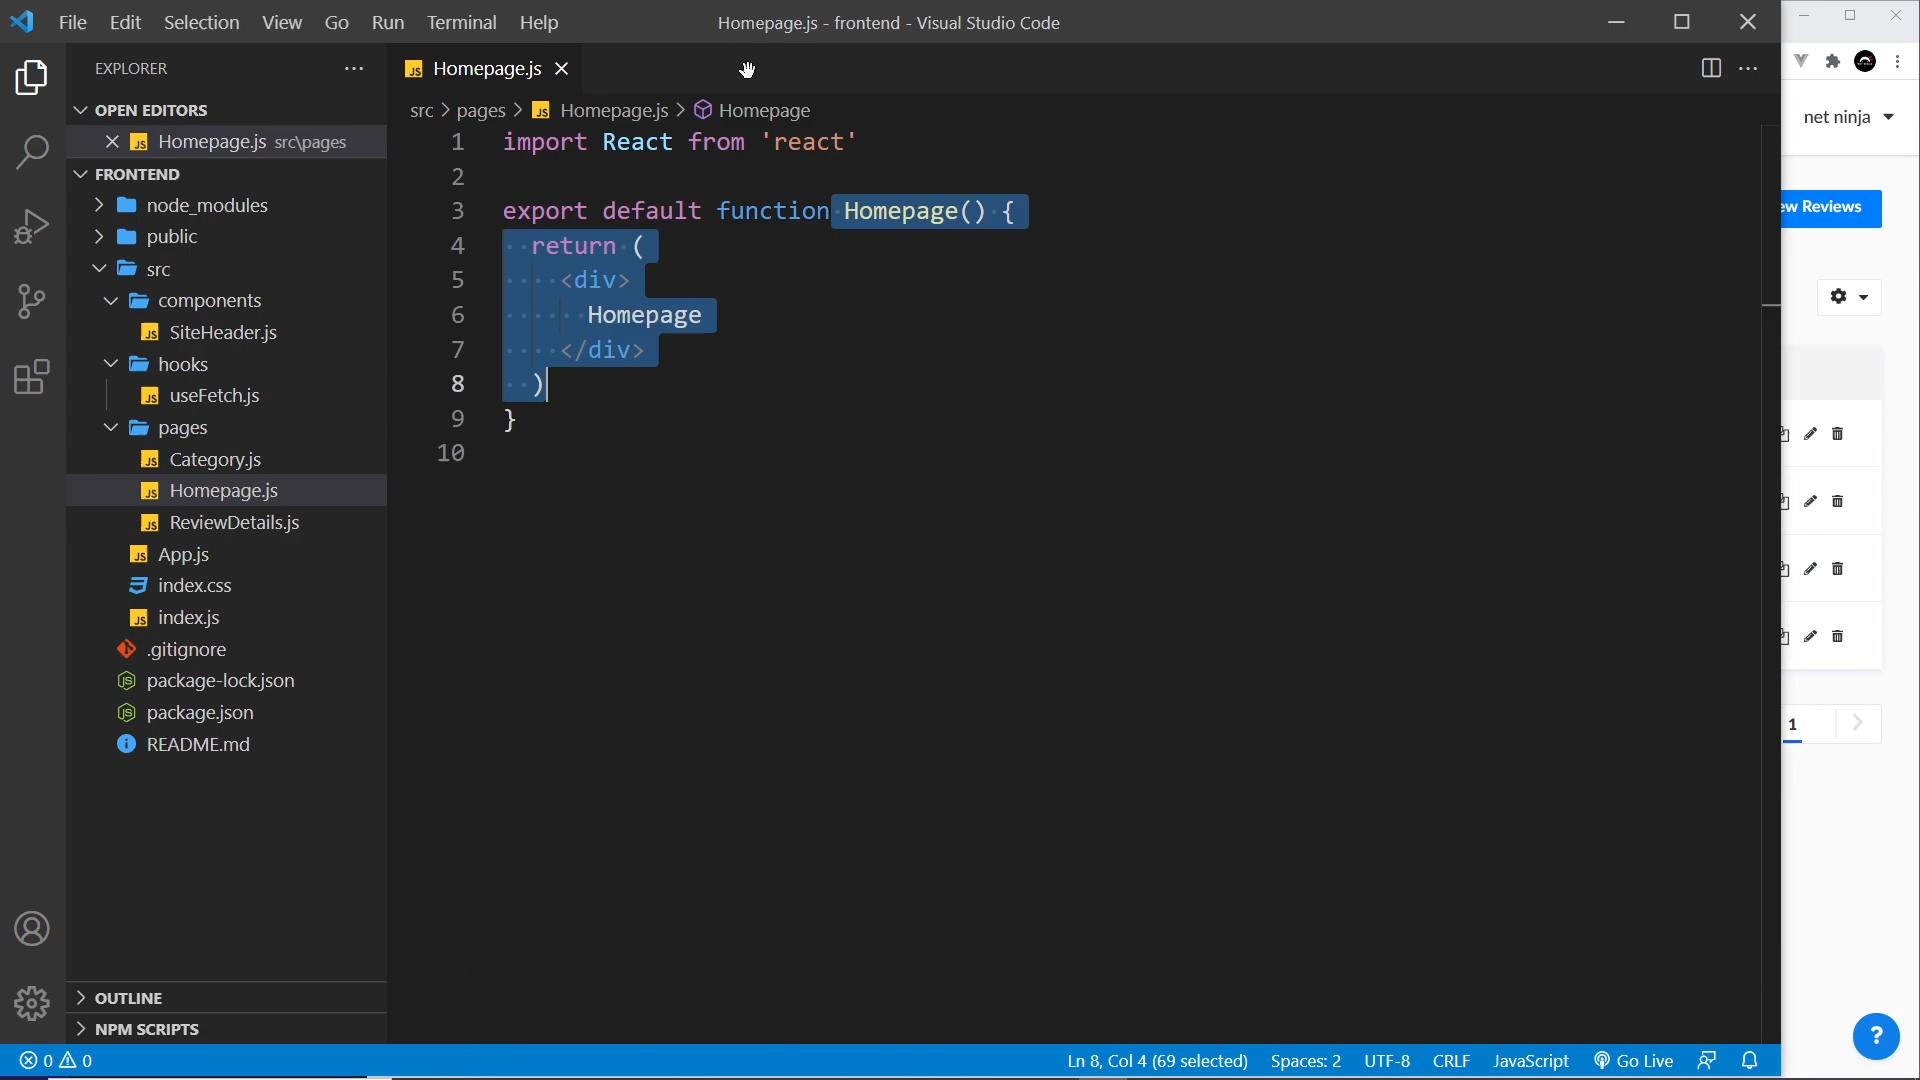 File Edit Selection View Go Run Terminal Help
Homepage.js - frontend - Visual Studio Code
EXPLORER
OPEN EDITORS
Homepage.js src\pages
FRONTEND
node_modules
public
src
components
SiteHeader.js
hooks
useFetch.js
pages
Category.js
Homepage.js
ReviewDetails.js
App.js
index.css
index.js
.gitignore
package-lock.json
package.json
README.md
OUTLINE
NPM SCRIPTS
Homepage.js
src > pages > Homepage.js > Homepage
1 import React from 'react'
2
3 export default function Homepage() {
4 return (
5 <div>
6 Homepage
7 </div>
8 )
9 }
10
net ninja
ew Reviews
1
?
0 0
Ln 8, Col 4 (69 selected) Spaces: 2 UTF-8 CRLF JavaScript Go Live